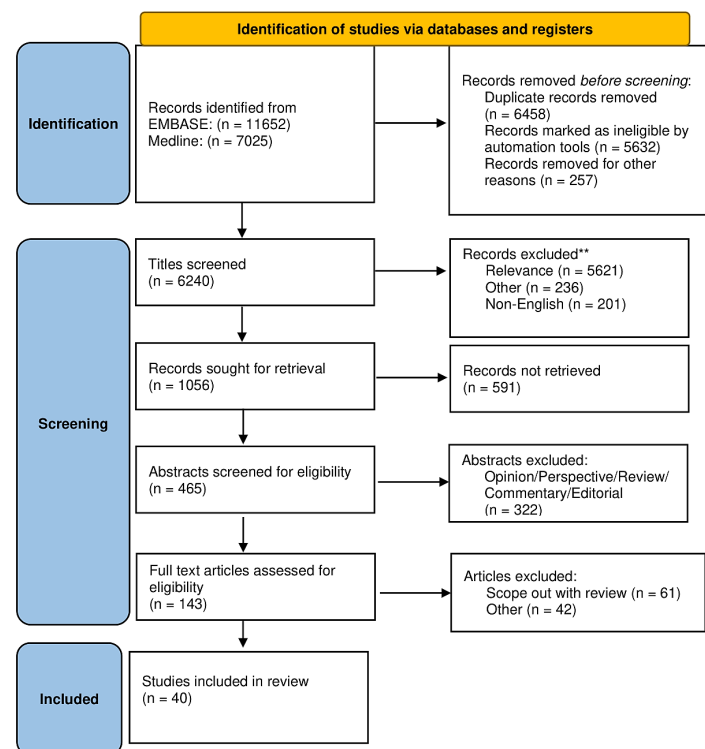 Identification of studies via databases and registers
Identification
Records identified from
EMBASE: (n = 11652)
Medline: (n = 7025)
Records removed before screening:
Duplicate records removed
(n = 6458)
Records marked as ineligible by
automation tools (n = 5632)
Records removed for other
reasons (n = 257)
Screening
Titles screened
(n = 6240)
Records excluded**
Relevance (n = 5621)
Other (n = 236)
Non-English (n = 201)
Records sought for retrieval
(n = 1056)
Records not retrieved
(n = 591)
Abstracts screened for eligibility
(n = 465)
Abstracts excluded:
Opinion/Perspective/Review/
Commentary/Editorial
(n = 322)
Full text articles assessed for
eligibility
(n = 143)
Articles excluded:
Scope out with review (n = 61)
Other (n = 42)
Included
Studies included in review
(n = 40)